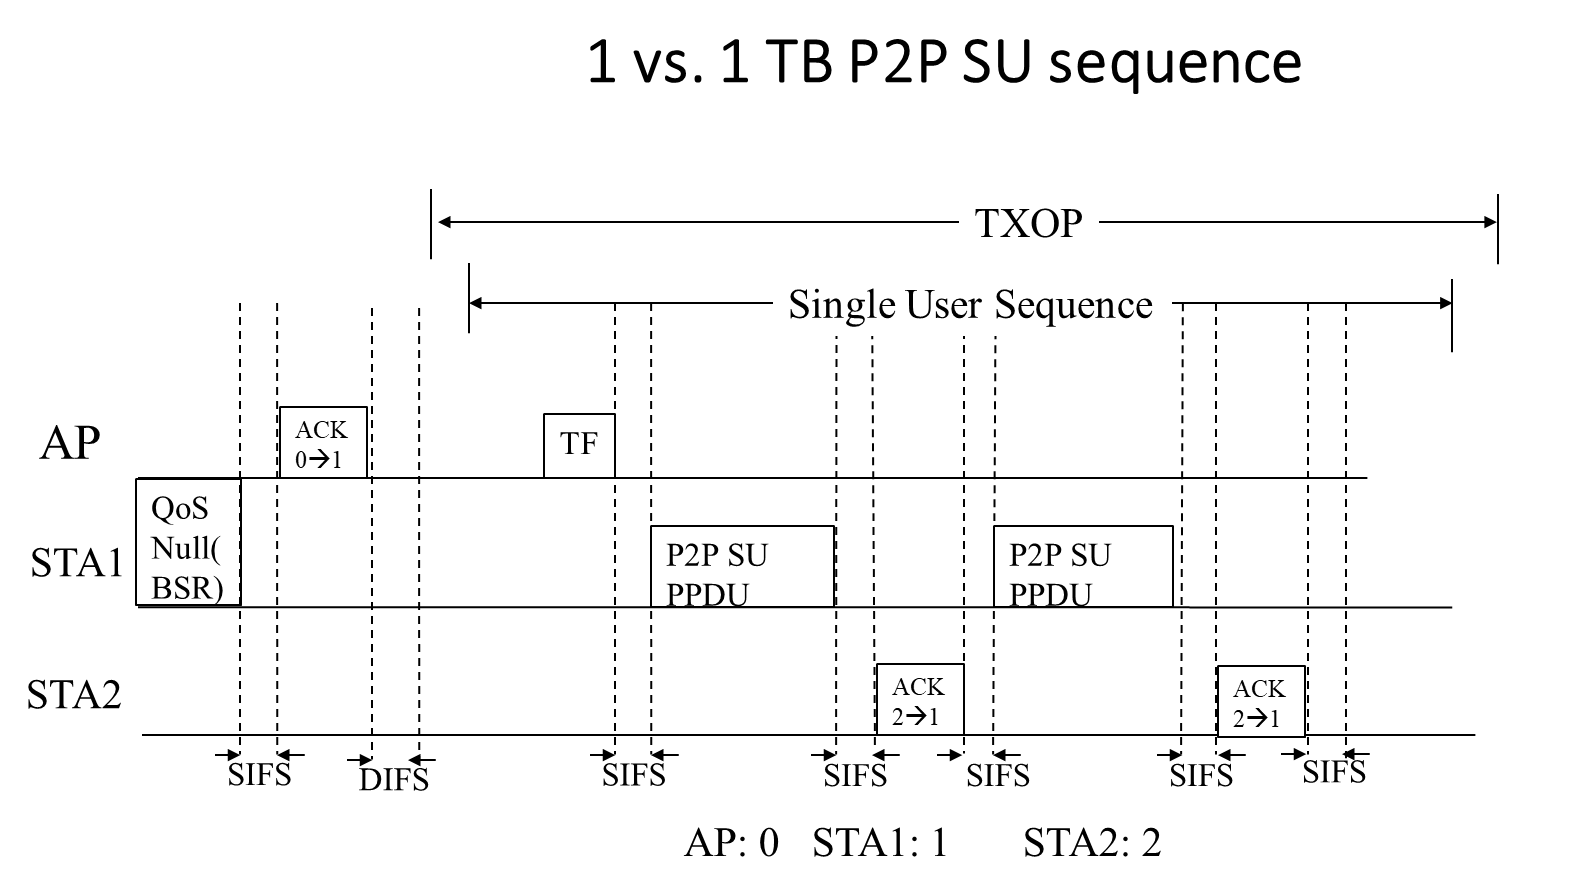 1 vs. 1 TB P2P SU sequence
TXOP
Single User Sequence
AP
ACK
0→1
TF
STA1
QoS
Null(
BSR)
P2P SU
PPDU
P2P SU
PPDU
STA2
ACK
2→1
ACK
2→1
SIFS
DIFS
SIFS
SIFS
SIFS
SIFS
SIFS
AP: 0 STA1: 1 STA2: 2